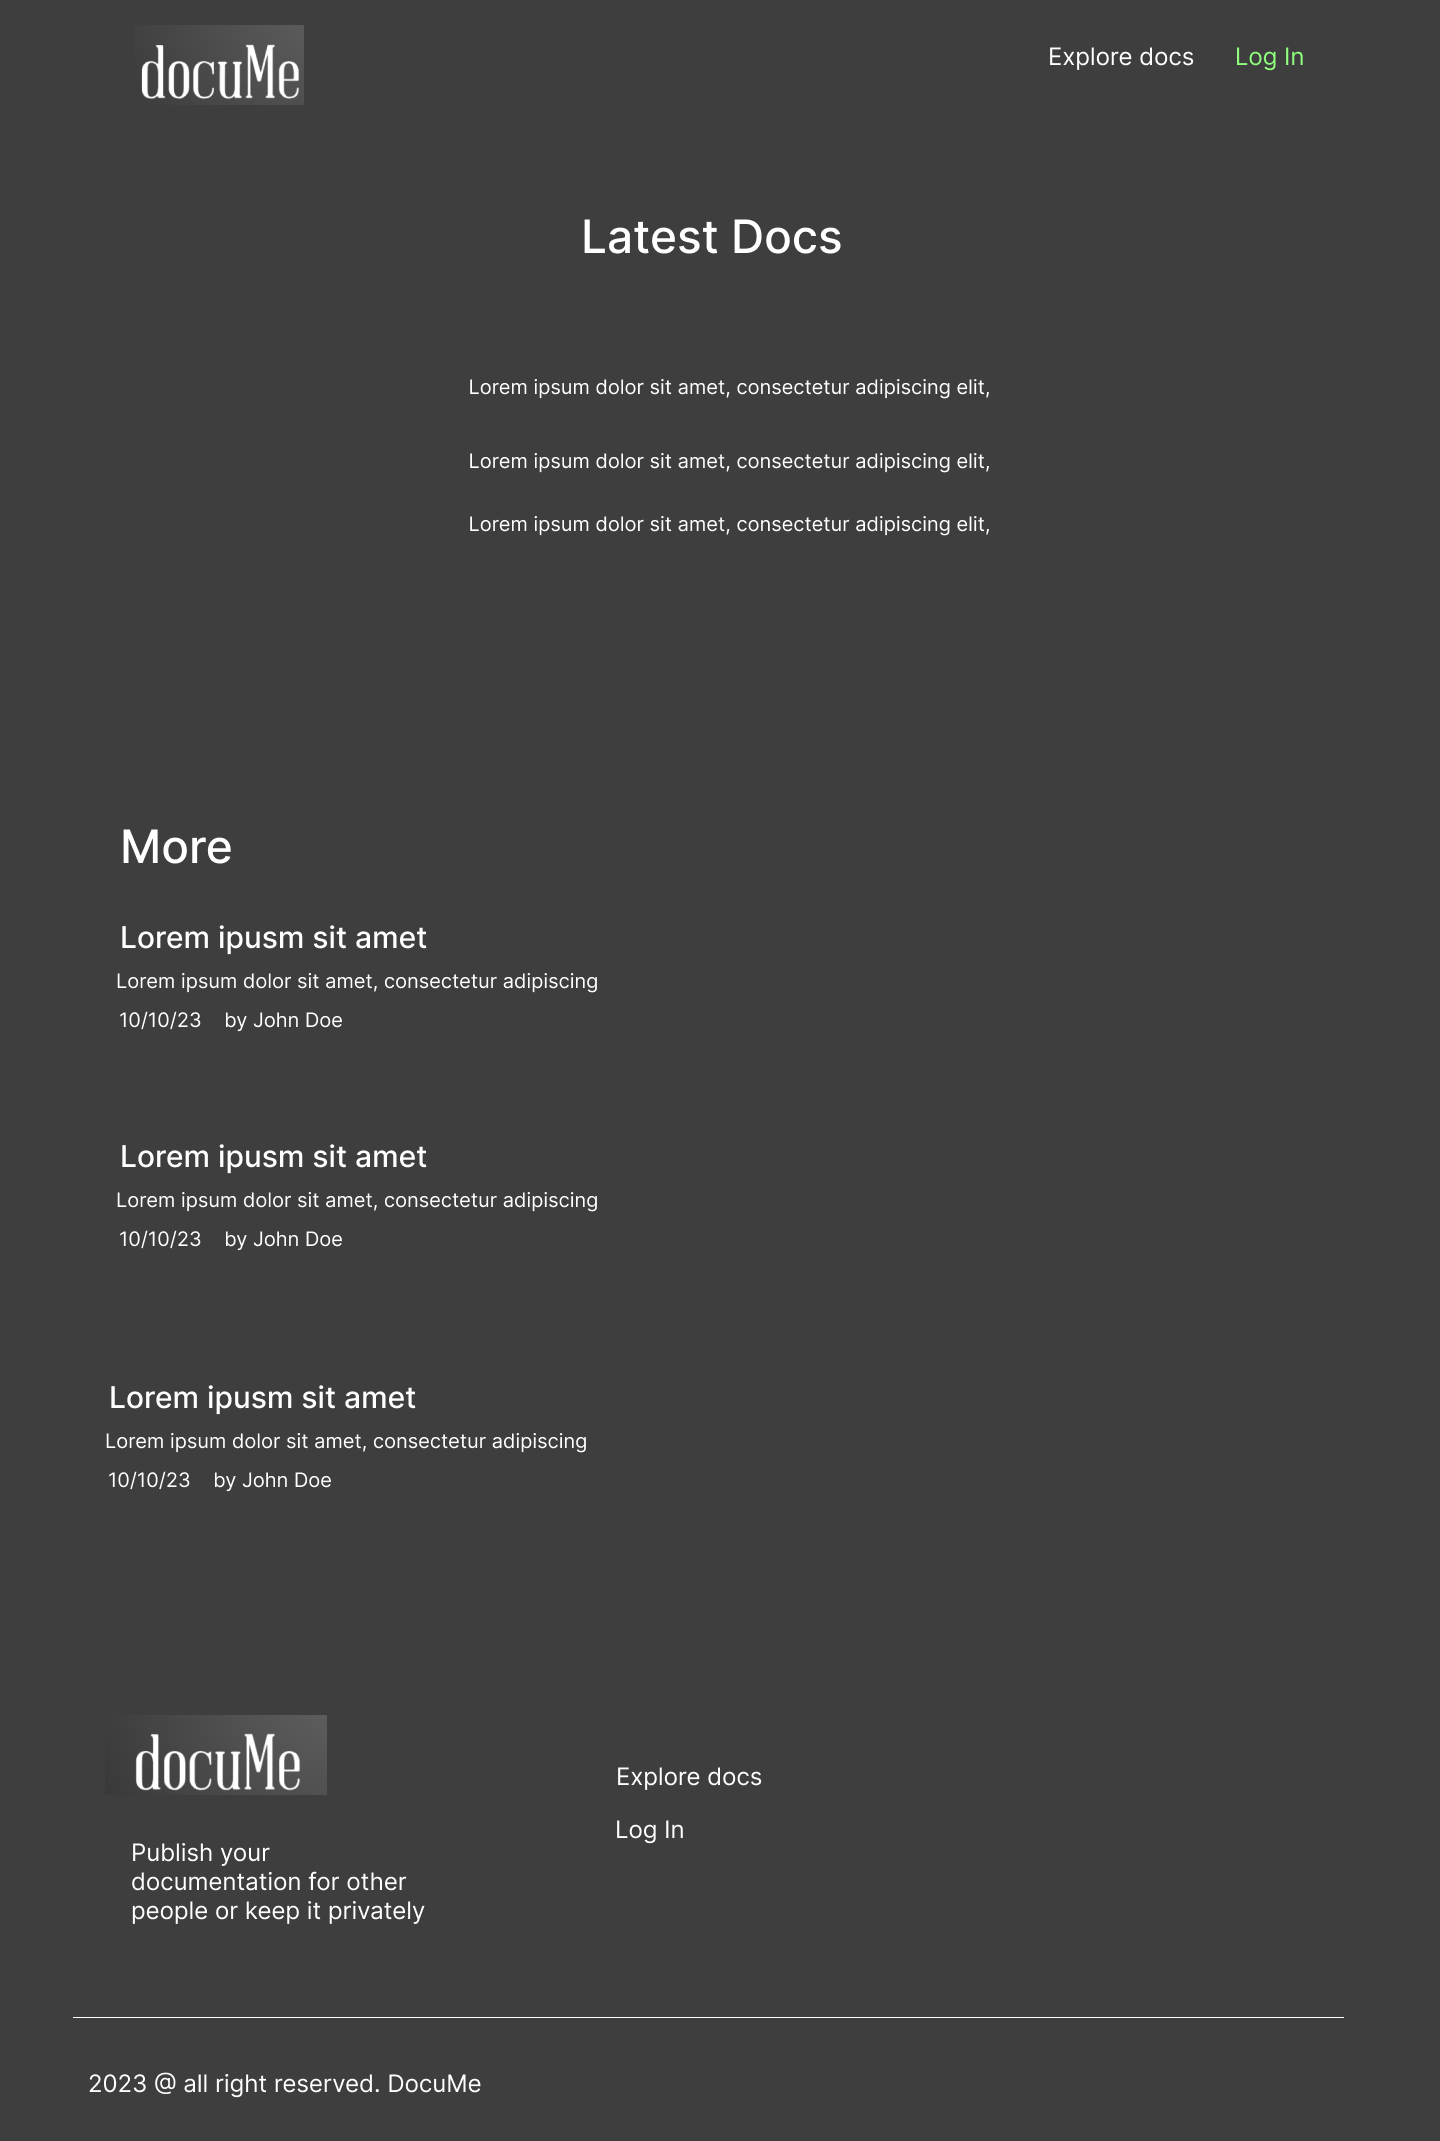 docuMe
Explore docs Log In
Latest Docs
Lorem ipsum dolor sit amet, consectetur adipiscing elit,
Lorem ipsum dolor sit amet, consectetur adipiscing elit,
Lorem ipsum dolor sit amet, consectetur adipiscing elit,
More
Lorem ipusm sit amet
Lorem ipsum dolor sit amet, consectetur adipiscing
10/10/23 by John Doe
Lorem ipusm sit amet
Lorem ipsum dolor sit amet, consectetur adipiscing
10/10/23 by John Doe
Lorem ipusm sit amet
Lorem ipsum dolor sit amet, consectetur adipiscing
10/10/23 by John Doe
docuMe
Publish your
documentation for other
people or keep it privately
Explore docs
Log In
2023 @ all right reserved. DocuMe